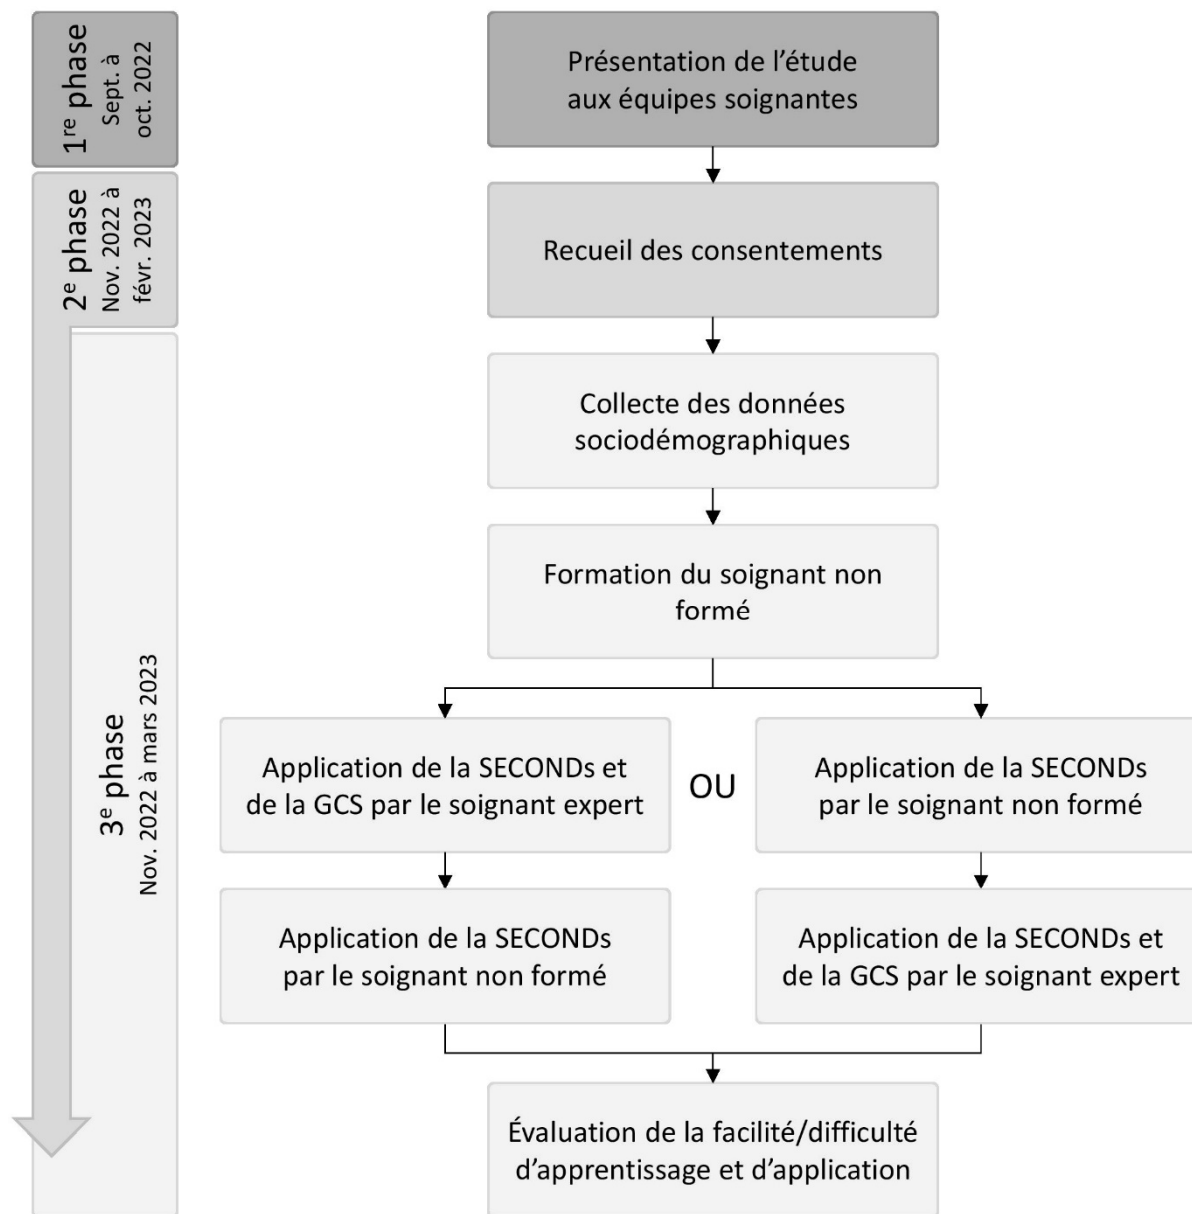 1re phase
Sept. à
oct. 2022
Présentation de l’étude
aux équipes soignantes
2e phase
Nov. 2022 à
févr. 2023
Recueil des consentements
3e phase
Nov. 2022 à mars 2023
Collecte des données
sociodémographiques
Formation du soignant non
formé
Application de la SECONDs et
de la GCS par le soignant expert
OU
Application de la SECONDs
par le soignant non formé
Application de la SECONDs
par le soignant non formé
Application de la SECONDs et
de la GCS par le soignant expert
Évaluation de la facilité/difficulté
d’apprentissage et d’application